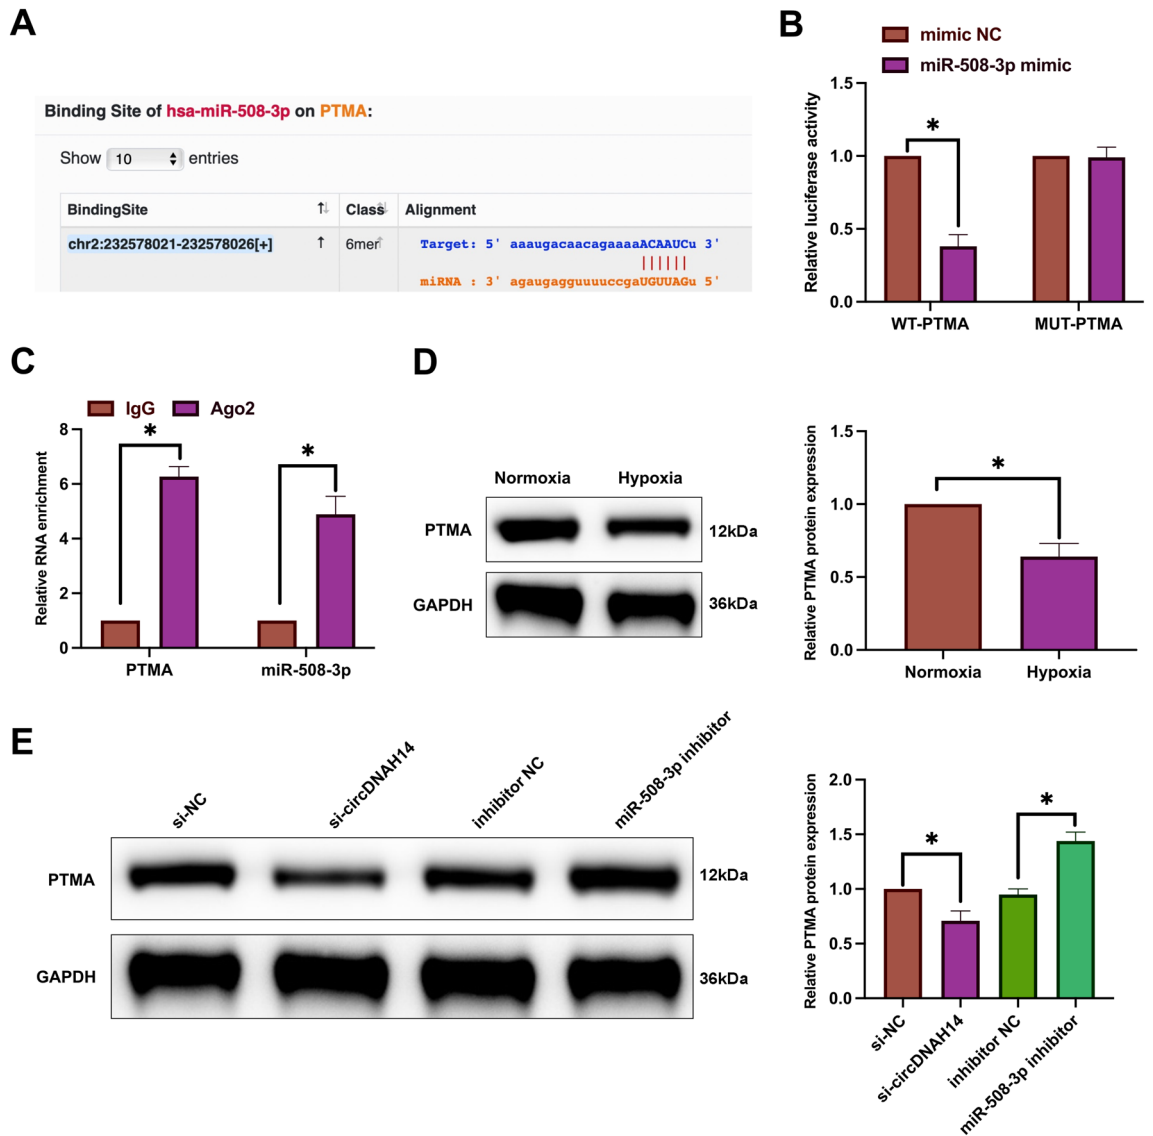 A
Binding Site of hsa-miR-508-3p on PTMA:
Show 10 entries
BindingSite Class Alignment
chr2:232578021-232578026[+] 6mer Target: 5' aaaugacaacagaaaaACAAUCu 3'
||||||
miRNA : 3' agaugagguuuuccgaUGUUAGu 5'
B
mimic NC
miR-508-3p mimic
Relative luciferase activity
1.5
1.0
0.5
0.0
*
WT-PTMA MUT-PTMA
C
IgG Ago2
Relative RNA enrichment
8
6
4
2
0
* *
PTMA miR-508-3p
D
Normoxia Hypoxia
PTMA 12kDa
GAPDH 36kDa
Relative PTMA protein expression
1.5
1.0
0.5
0.0
*
Normoxia Hypoxia
E
si-NC si-circDNAH14 inhibitor NC miR-508-3p inhibitor
PTMA 12kDa
GAPDH 36kDa
Relative PTMA protein expression
2.0
1.5
1.0
0.5
0.0
* *
si-NC si-circDNAH14 inhibitor NC miR-508-3p inhibitor